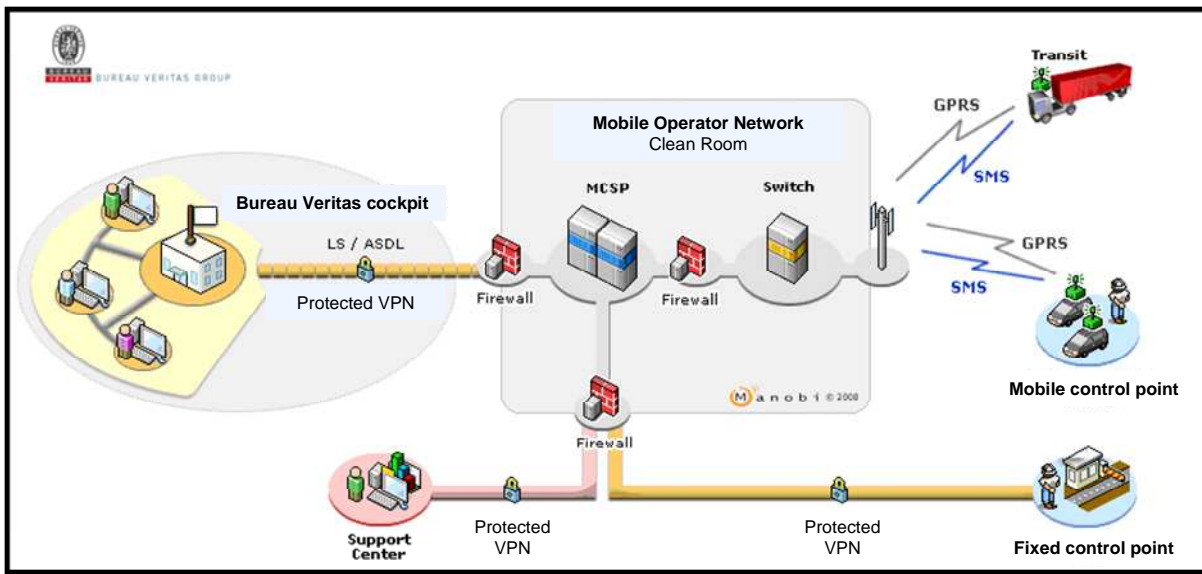 BUREAU
VERITAS
BUREAU VERITAS GROUP
Transit
GPRS
SMS
Mobile Operator Network
Clean Room
MCSP
Switch
Bureau Veritas cockpit
LS / ASDL
Protected VPN
Firewall
Firewall
GPRS
SMS
Mobile control point
Manobi © 2008
Firewall
Support
Center
Protected
VPN
Protected
VPN
Fixed control point